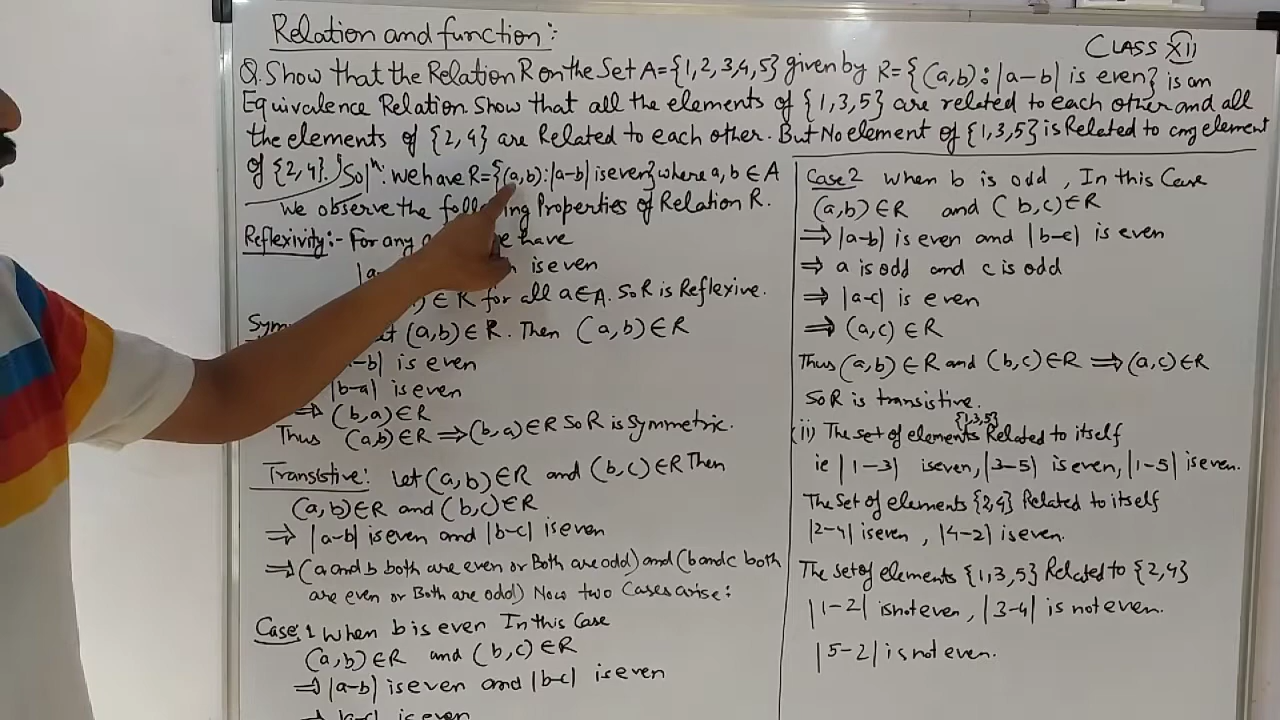 Relation and function:
CLASS XII
Q. Show that the Relation R on the Set A={1,2,3,4,5} given by R={(a,b):|a-b| is even} is an
Equivalence Relation. Show that all the elements of {1,3,5} are related to each other and all
the elements of {2,4} are Related to each other. But No element of {1,3,5} is Related to any element
of {2,4}. Solⁿ: we have R={(a,b):|a-b| is even} where a, b ∈ A
we observe the following Properties of Relation R.
Reflexivity:- For any a have
|a- is even
∈ R for all a∈A. So R is Reflexive.
(a,b)∈R. Then (a,b)∈R
-b| is even
|b-a| is even
⇒ (b,a)∈R
Thus (a,b)∈R ⇒(b,a)∈R So R is symmetric.
Transistive: Let (a,b)∈R and (b,c)∈R Then
(a,b)∈R and (b,c)∈R
⇒ |a-b| is even and |b-c| is even
⇒(a and b both are even or Both are odd) and (b and c both
are even or Both are odd) Now two Cases arise:
Case 1 when b is even In this Case
(a,b)∈R and (b,c)∈R
⇒|a-b| is even and |b-c| is even
⇒ |a-c| is even
Case 2 when b is odd, In this Case
(a,b)∈R and (b,c)∈R
⇒|a-b| is even and |b-c| is even
⇒ a is odd and c is odd
⇒ |a-c| is even
⇒ (a,c)∈R
Thus (a,b)∈R and (b,c)∈R ⇒(a,c)∈R
So R is transistive.
{1,3,5}
(ii) The set of elements Related to itself
ie |1-3| is even, |3-5| is even, |1-5| is even.
The set of elements {2,4} Related to itself
|2-4| is even, |4-2| is even.
The set of elements {1,3,5} Related to {2,4}
|1-2| is not even, |3-4| is not even.
|5-2| is not even.